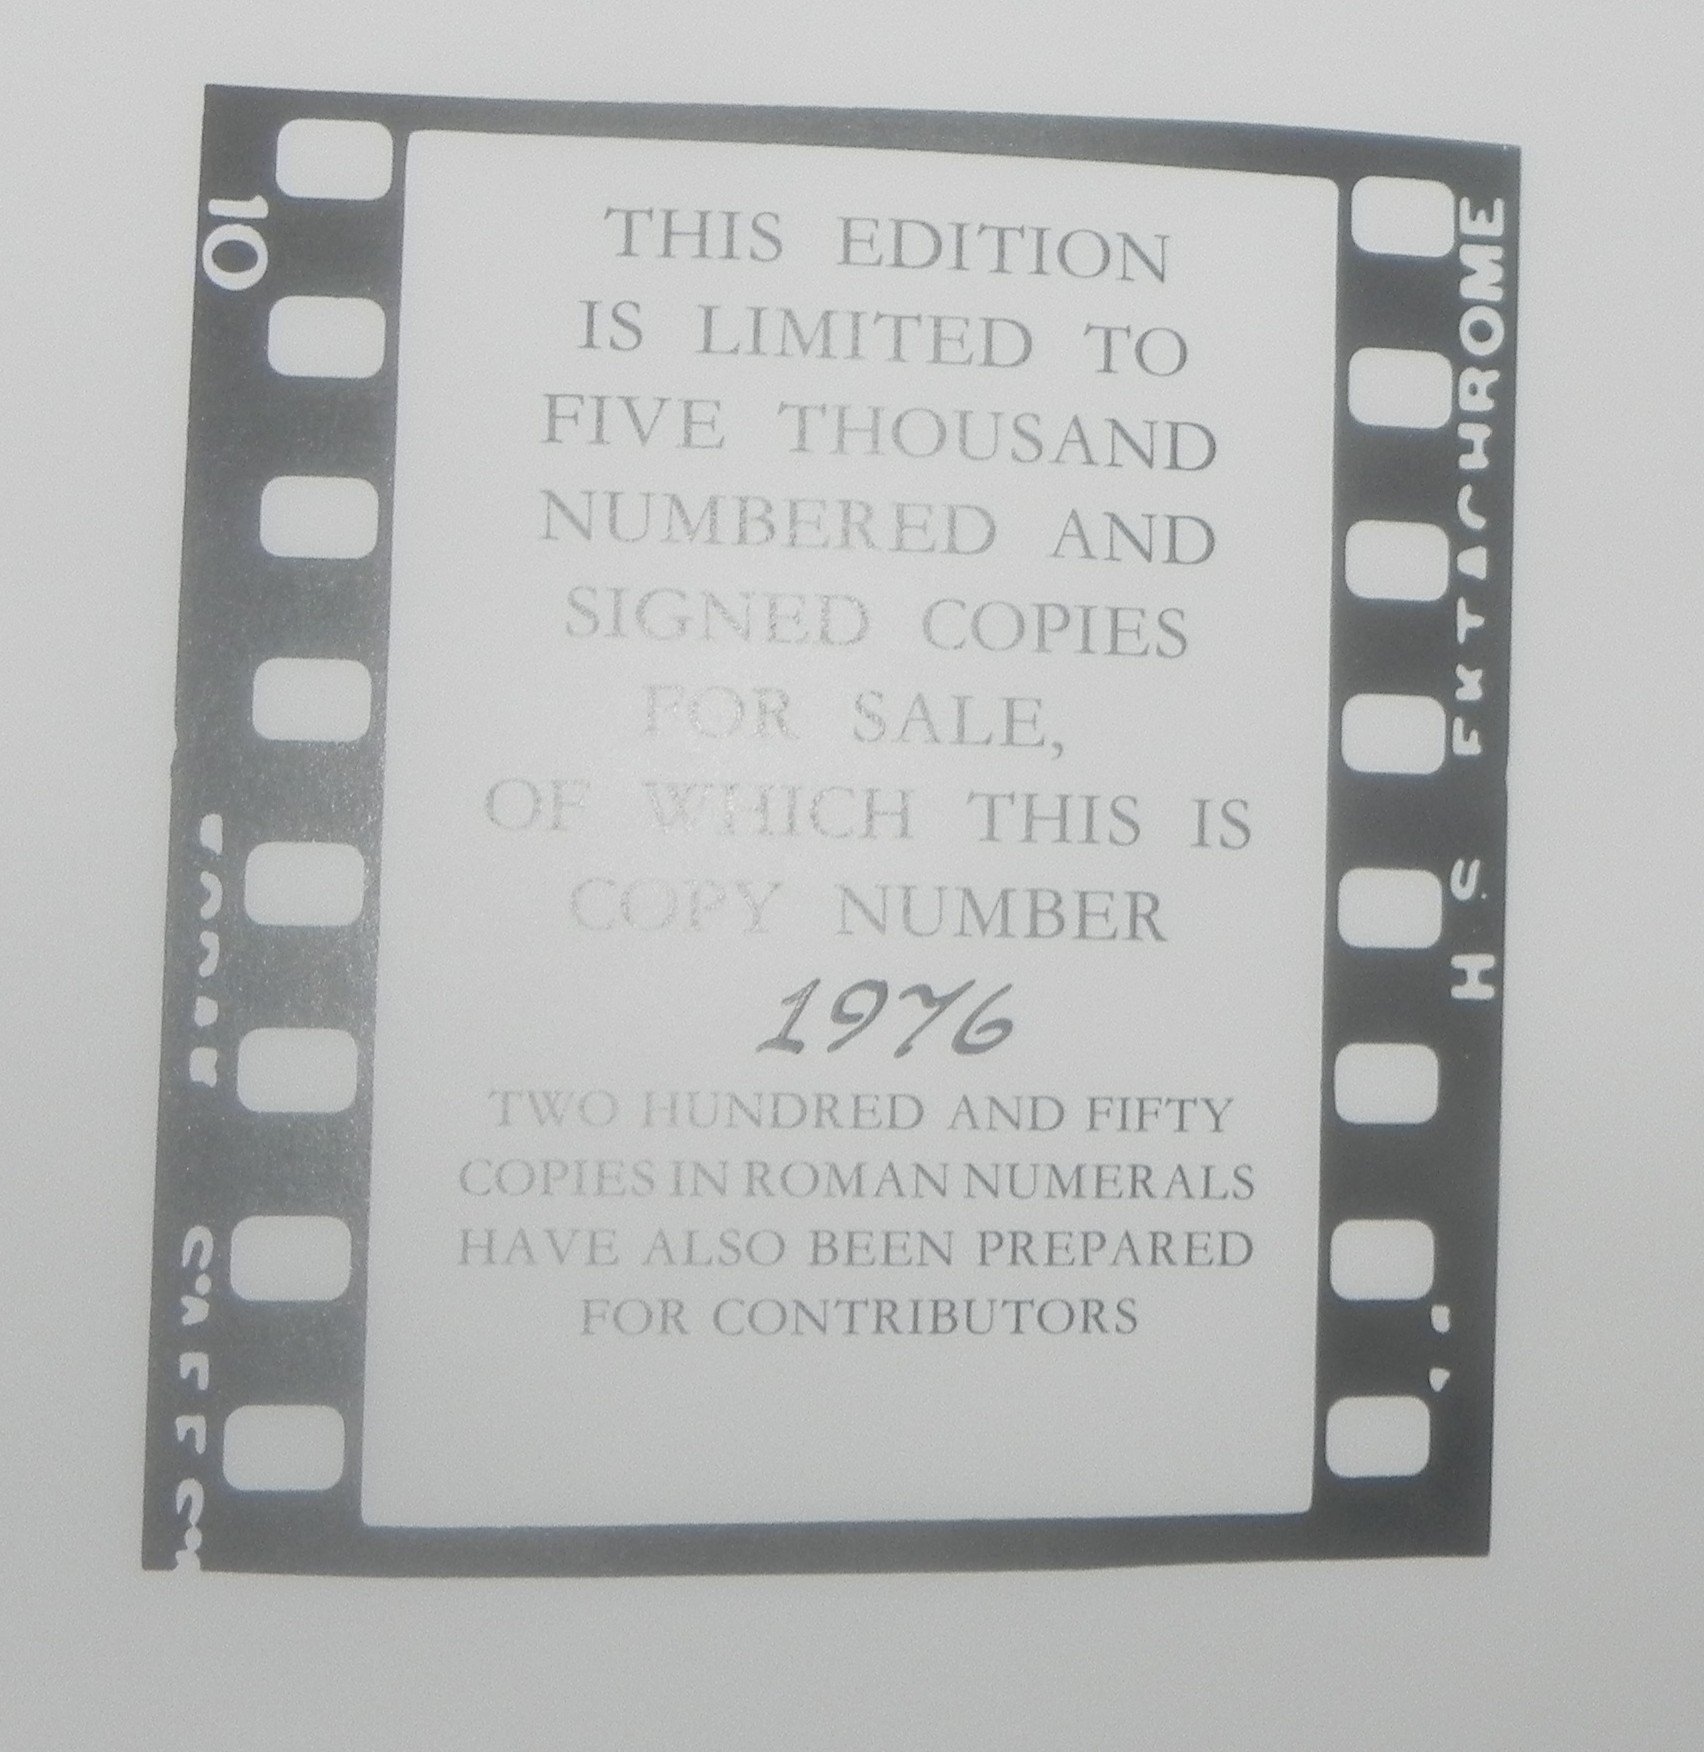 THIS EDITION
IS LIMITED TO
FIVE THOUSAND
NUMBERED AND
SIGNED COPIES
FOR SALE,
OF WHICH THIS IS
COPY NUMBER
1976
TWO HUNDRED AND FIFTY
COPIES IN ROMAN NUMERALS
HAVE ALSO BEEN PREPARED
FOR CONTRIBUTORS
10
H S EKTACHROME